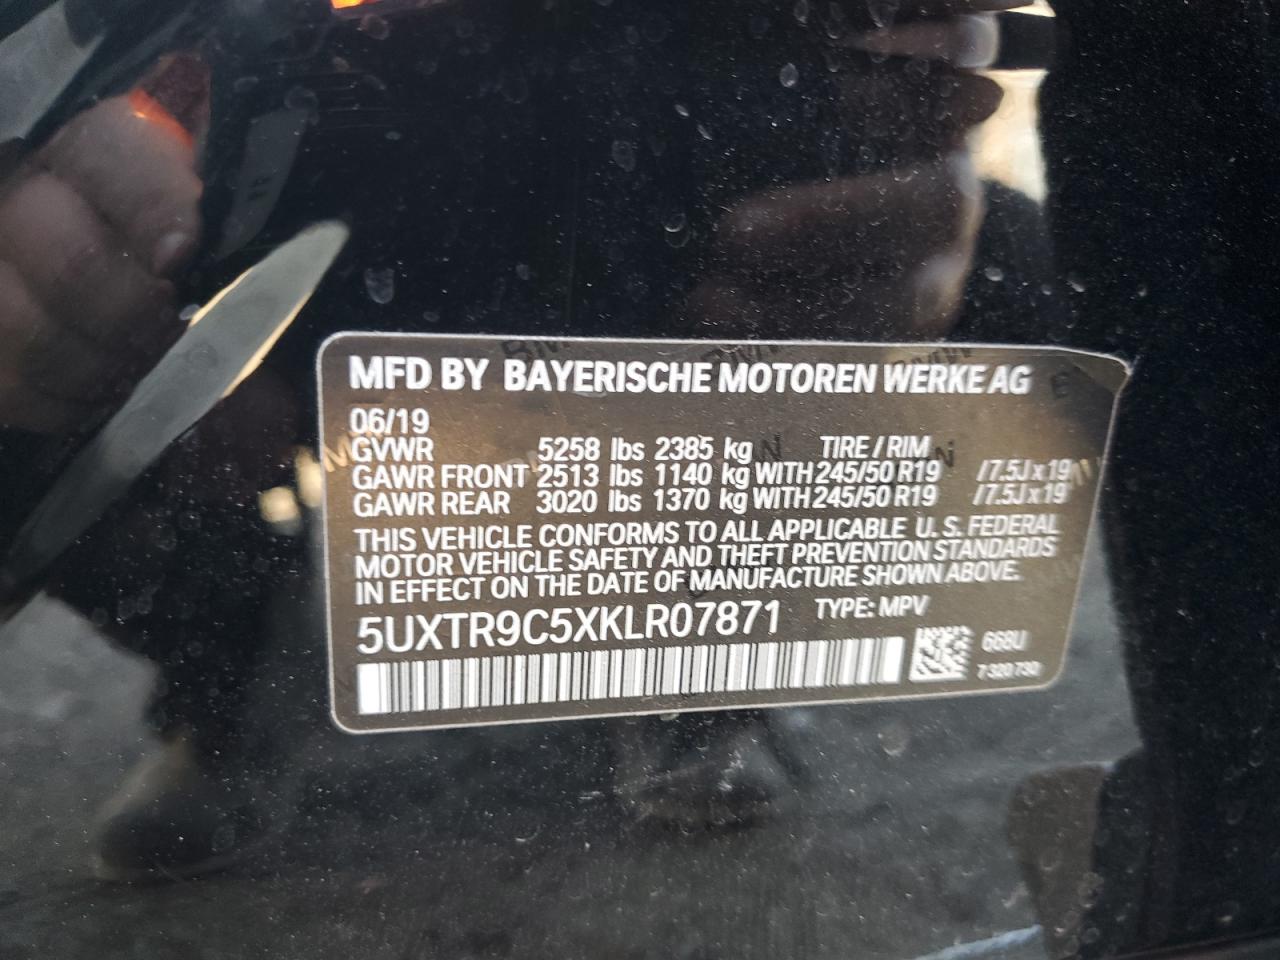 MFD BY BAYERISCHE MOTOREN WERKE AG
06/19
GVWR 5258 lbs 2385 kg TIRE / RIM
GAWR FRONT 2513 lbs 1140 kg WITH 245/50 R19 / 7.5J x 19
GAWR REAR 3020 lbs 1370 kg WITH 245/50 R19 / 7.5J x 19
THIS VEHICLE CONFORMS TO ALL APPLICABLE U. S. FEDERAL
MOTOR VEHICLE SAFETY AND THEFT PREVENTION STANDARDS
IN EFFECT ON THE DATE OF MANUFACTURE SHOWN ABOVE.
5UXTR9C5XKLR07871 TYPE: MPV
668U
7 320 730